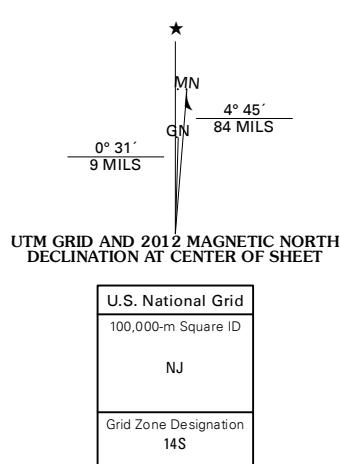 MN
4° 45´
84 MILS
GN
0° 31´
9 MILS
UTM GRID AND 2012 MAGNETIC NORTH
DECLINATION AT CENTER OF SHEET
U.S. National Grid
100,000-m Square ID
NJ
Grid Zone Designation
14S